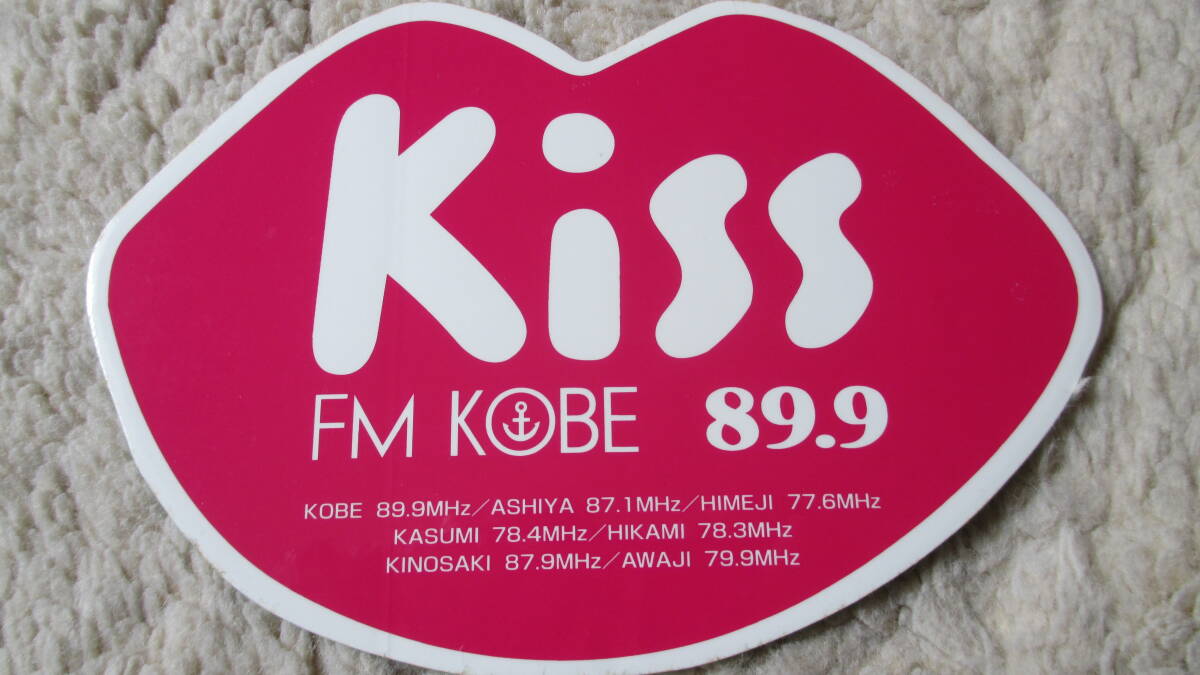 Kiss
FM KOBE 89.9
KOBE 89.9MHz／ASHIYA 87.1MHz／HIMEJI 77.6MHz
KASUMI 78.4MHz／HIKAMI 78.3MHz
KINOSAKI 87.9MHz／AWAJI 79.9MHz